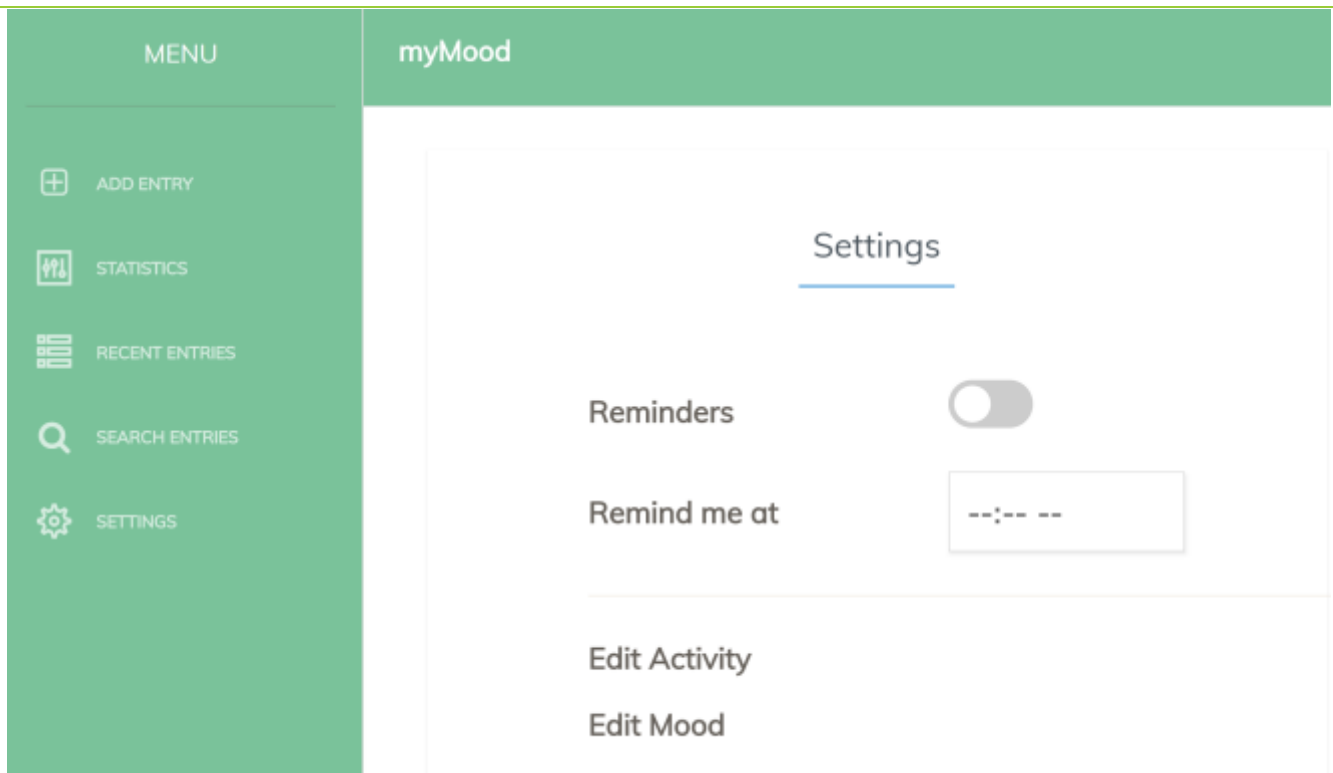 MENU
ADD ENTRY
STATISTICS
RECENT ENTRIES
SEARCH ENTRIES
SETTINGS
myMood
Settings
Reminders
Remind me at
--:-- --
Edit Activity
Edit Mood